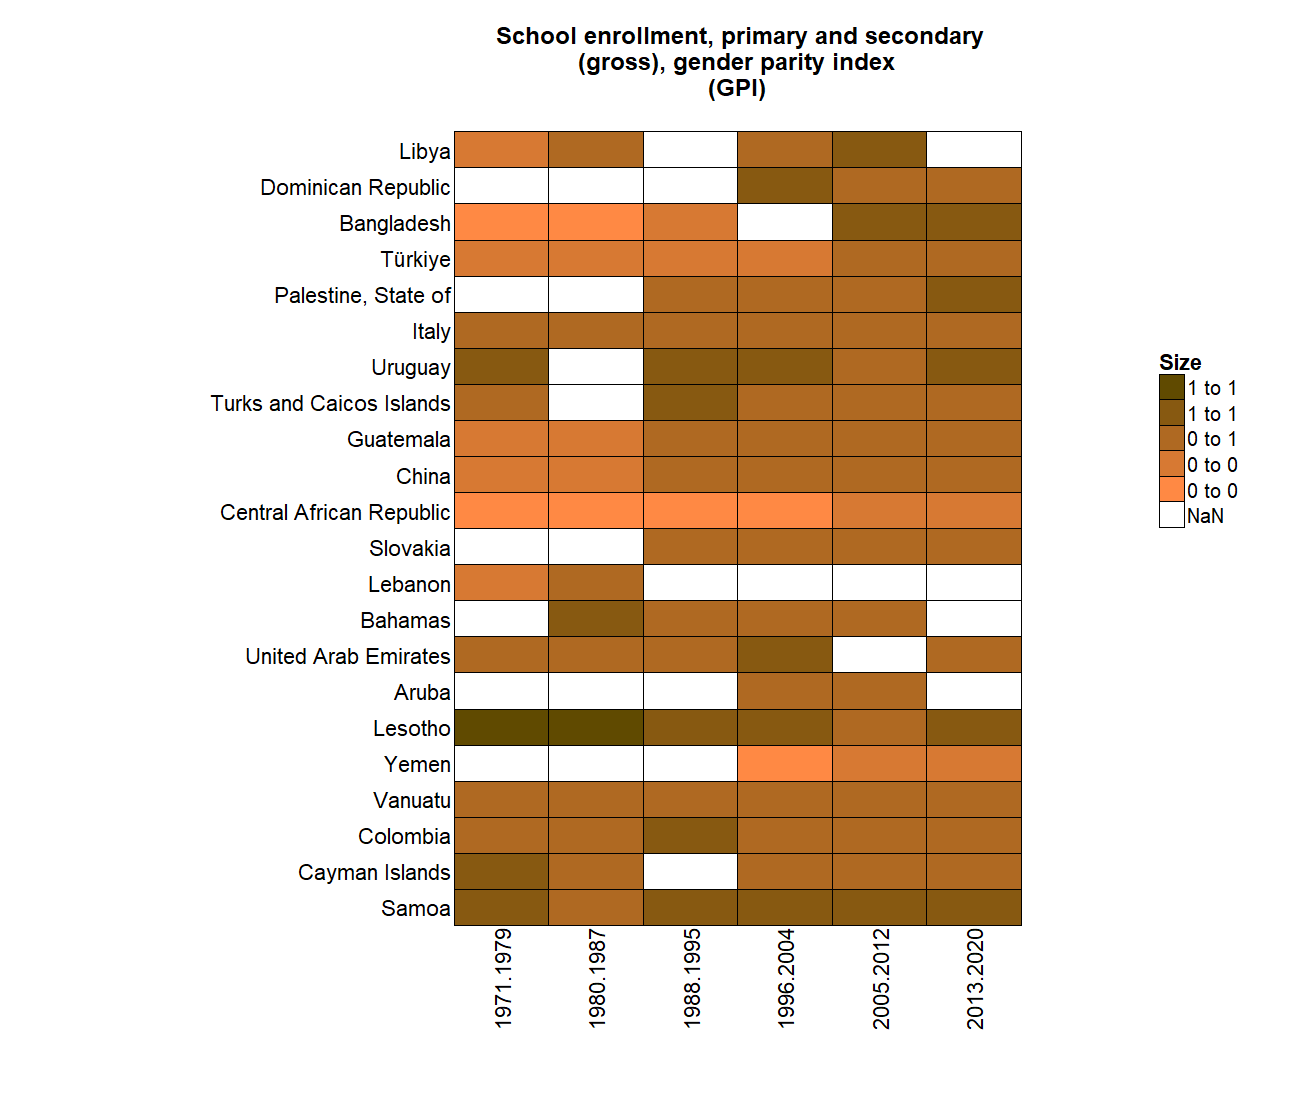 School enrollment, primary and secondary
(gross), gender parity index
(GPI)
Libya
Dominican Republic
Bangladesh
Türkiye
Palestine, State of
Italy
Uruguay
Turks and Caicos Islands
Guatemala
China
Central African Republic
Slovakia
Lebanon
Bahamas
United Arab Emirates
Aruba
Lesotho
Yemen
Vanuatu
Colombia
Cayman Islands
Samoa
1971.1979
1980.1987
1988.1995
1996.2004
2005.2012
2013.2020
Size
1 to 1
1 to 1
0 to 1
0 to 0
0 to 0
NaN